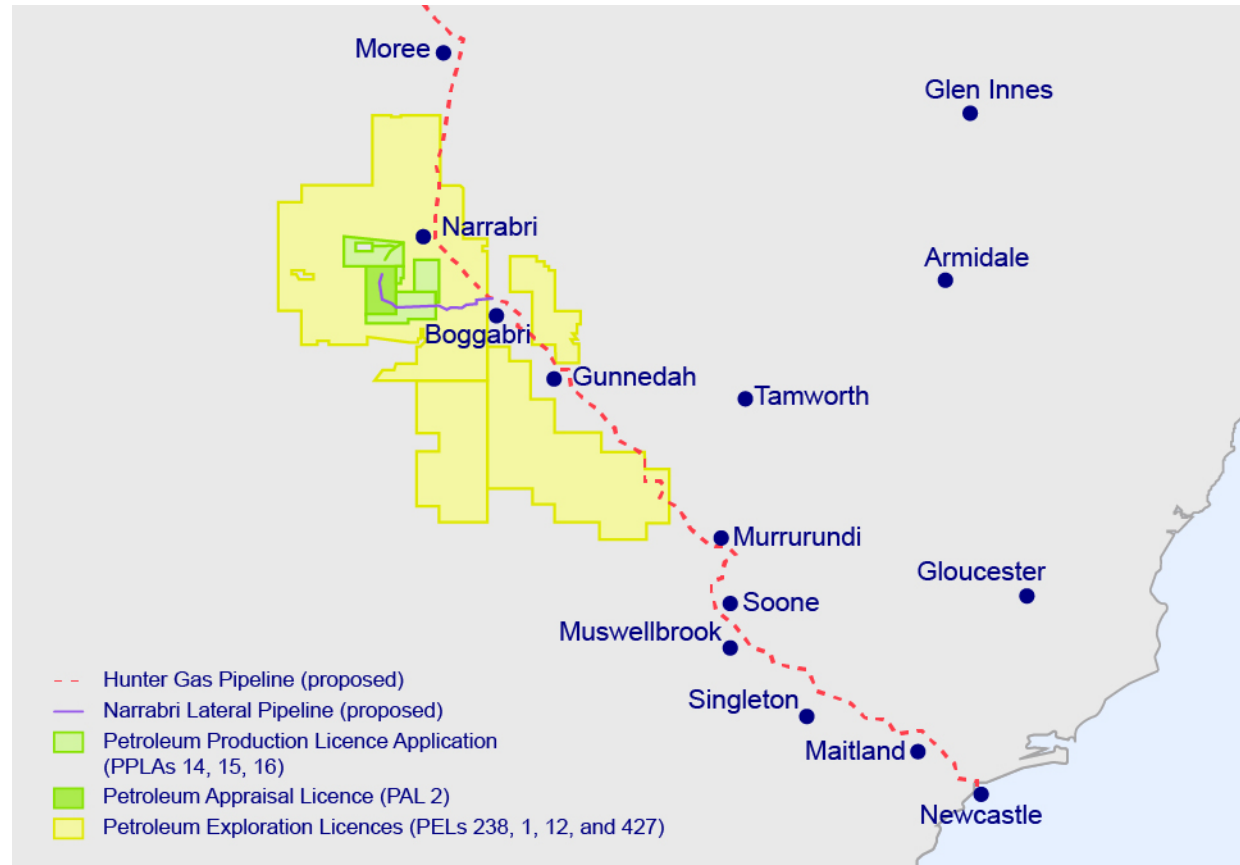 Moree
Glen Innes
Narrabri
Armidale
Boggabri
Gunnedah
Tamworth
Murrurundi
Gloucester
Soone
Muswellbrook
Singleton
Maitland
Newcastle
Hunter Gas Pipeline (proposed)
Narrabri Lateral Pipeline (proposed)
Petroleum Production Licence Application
(PPLAs 14, 15, 16)
Petroleum Appraisal Licence (PAL 2)
Petroleum Exploration Licences (PELs 238, 1, 12, and 427)